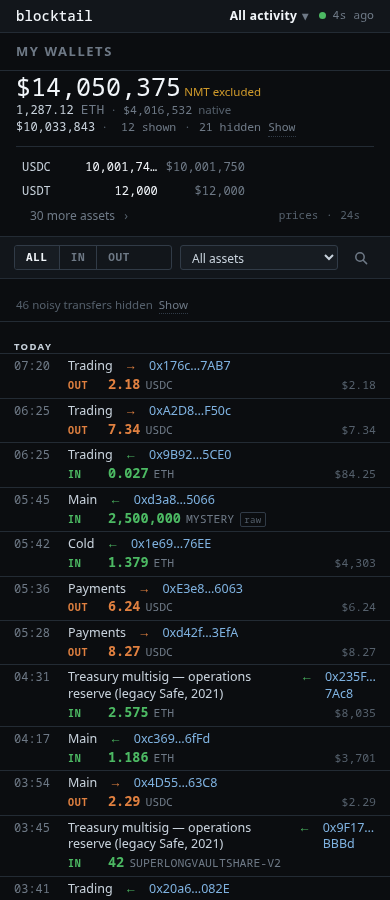 blocktail All activity ▾ 4s ago
MY WALLETS
$14,050,375 NMT excluded
1,287.12 ETH · $4,016,532 native
$10,033,843 · 12 shown · 21 hidden Show
USDC 10,001,74… $10,001,750
USDT 12,000 $12,000
30 more assets › prices · 24s
ALL IN OUT All assets
46 noisy transfers hidden Show
TODAY
07:20 Trading → 0x176c…7AB7
OUT 2.18 USDC $2.18
06:25 Trading → 0xA2D8…F50c
OUT 7.34 USDC $7.34
06:25 Trading ← 0x9B92…5CE0
IN 0.027 ETH $84.25
05:45 Main ← 0xd3a8…5066
IN 2,500,000 MYSTERY raw
05:42 Cold ← 0x1e69…76EE
IN 1.379 ETH $4,303
05:36 Payments → 0xE3e8…6063
OUT 6.24 USDC $6.24
05:28 Payments → 0xd42f…3EfA
OUT 8.27 USDC $8.27
04:31 Treasury multisig — operations ← 0x235F…
reserve (legacy Safe, 2021) 7Ac8
IN 2.575 ETH $8,035
04:17 Main ← 0xc369…6fFd
IN 1.186 ETH $3,701
03:54 Main → 0x4D55…63C8
OUT 2.29 USDC $2.29
03:45 Treasury multisig — operations ← 0x9F17…
reserve (legacy Safe, 2021) BBBd
IN 42 SUPERLONGVAULTSHARE-V2
03:41 Trading ← 0x20a6…082E